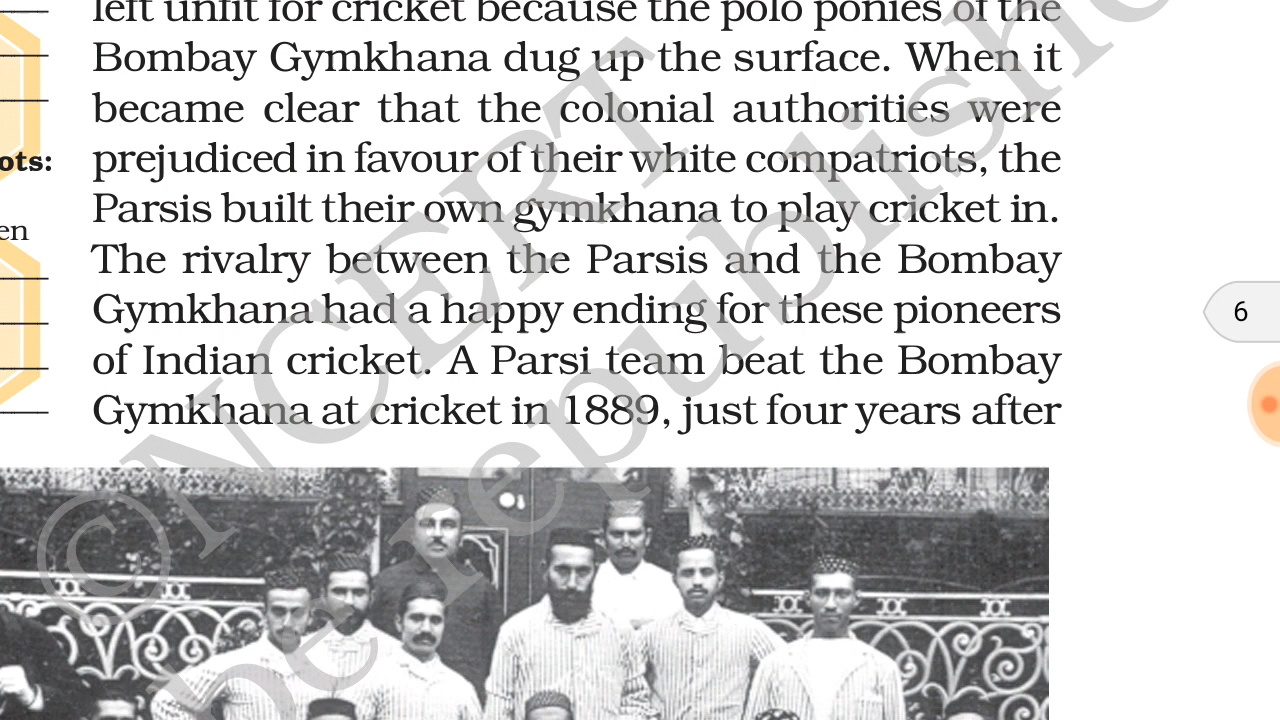 left unfit for cricket because the polo ponies of the
Bombay Gymkhana dug up the surface. When it
became clear that the colonial authorities were
prejudiced in favour of their white compatriots, the
Parsis built their own gymkhana to play cricket in.
The rivalry between the Parsis and the Bombay
Gymkhana had a happy ending for these pioneers
of Indian cricket. A Parsi team beat the Bombay
Gymkhana at cricket in 1889, just four years after
ots:
en
6
© NCERT
be republishe